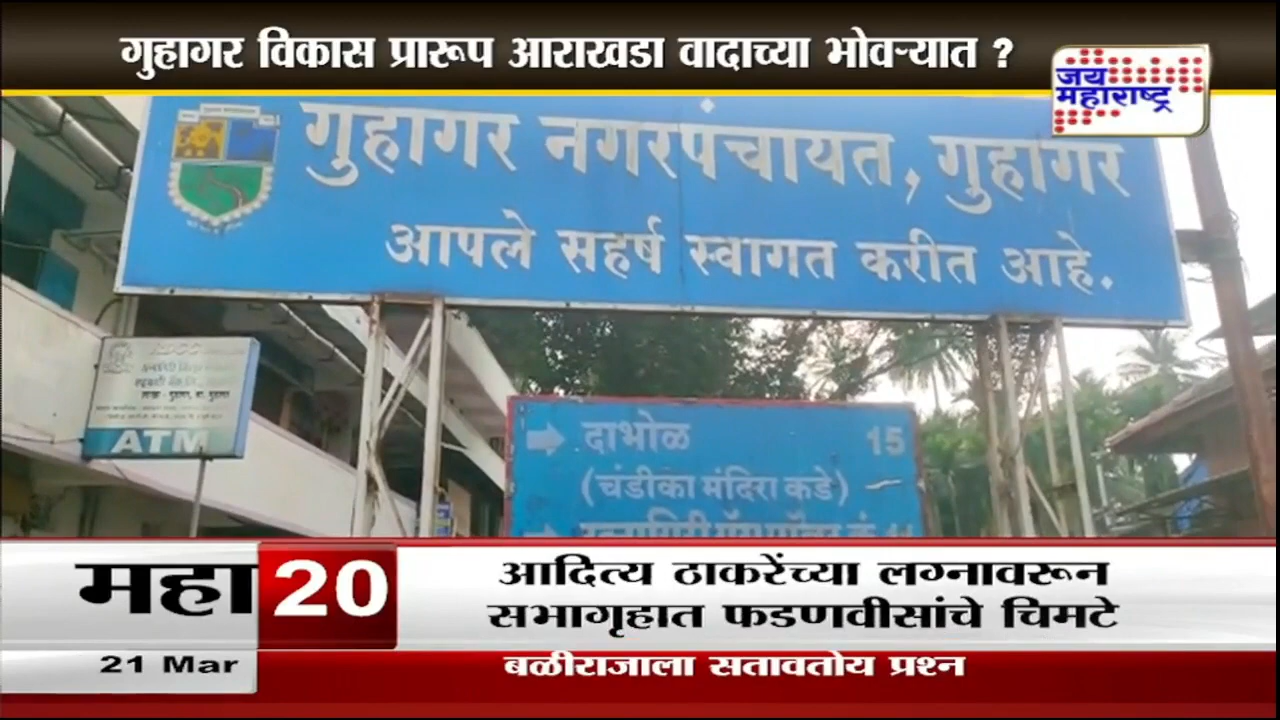 गुहागर विकास प्रारूप आराखडा वादाच्या भोवऱ्यात ?
जय
महाराष्ट्र
गुहागर नगरपंचायत, गुहागर
आपले सहर्ष स्वागत करीत आहे.
ATM
दाभोळ 15
(चंडीका मंदिरा कडे)
महा 20
21 Mar
आदित्य ठाकरेंच्या लग्नावरून
सभागृहात फडणवीसांचे चिमटे
बळीराजाला सतावतोय प्रश्न